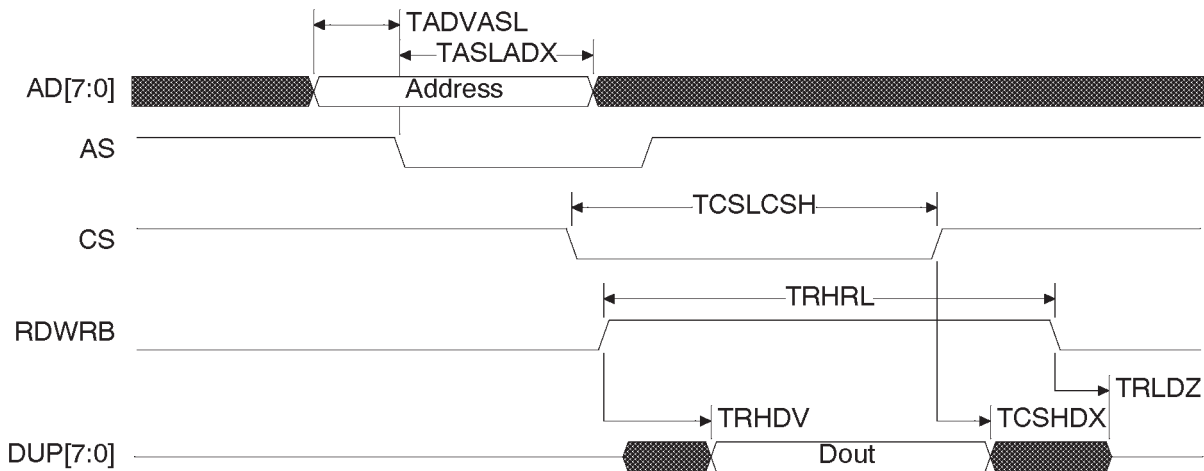 TADVASL
TASLADX
AD[7:0]
Address
AS
TCSLCSH
CS
TRHRL
RDWRB
TRLDZ
TRHDV
TCSHDX
DUP[7:0]
Dout